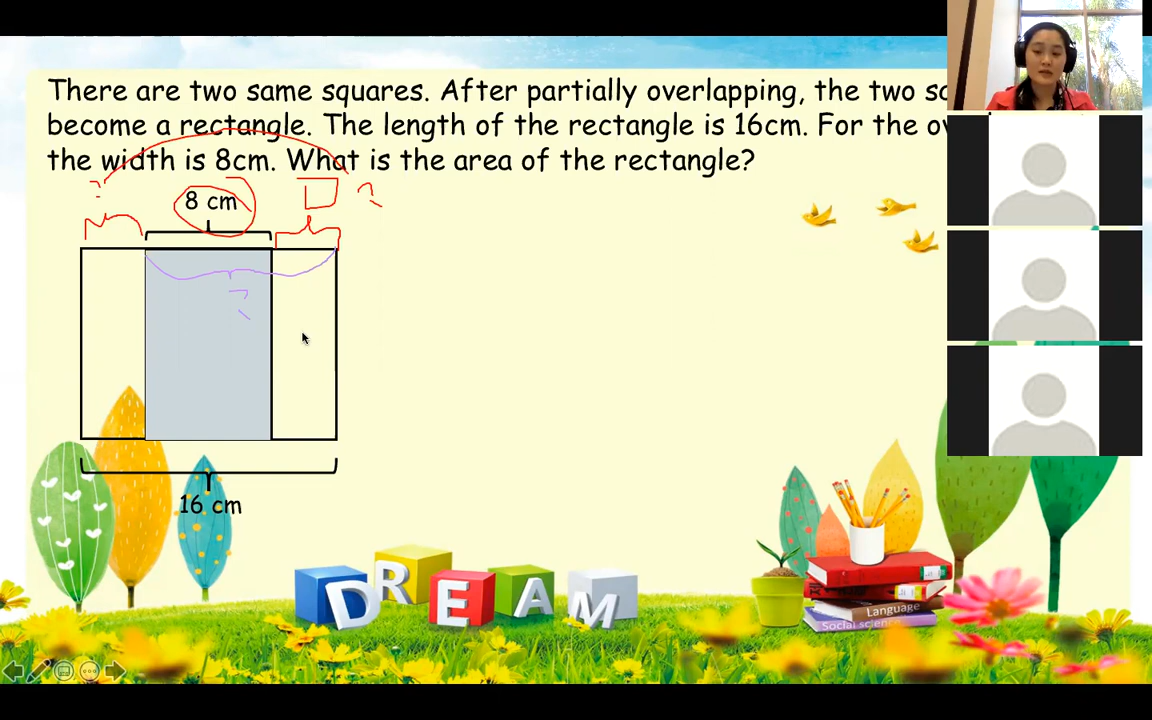 There are two same squares. After partially overlapping, the two
become a rectangle. The length of the rectangle is 16cm. For the
the width is 8cm. What is the area of the rectangle?
?
8 cm
?
?
16 cm
DREAM
Language
Social science